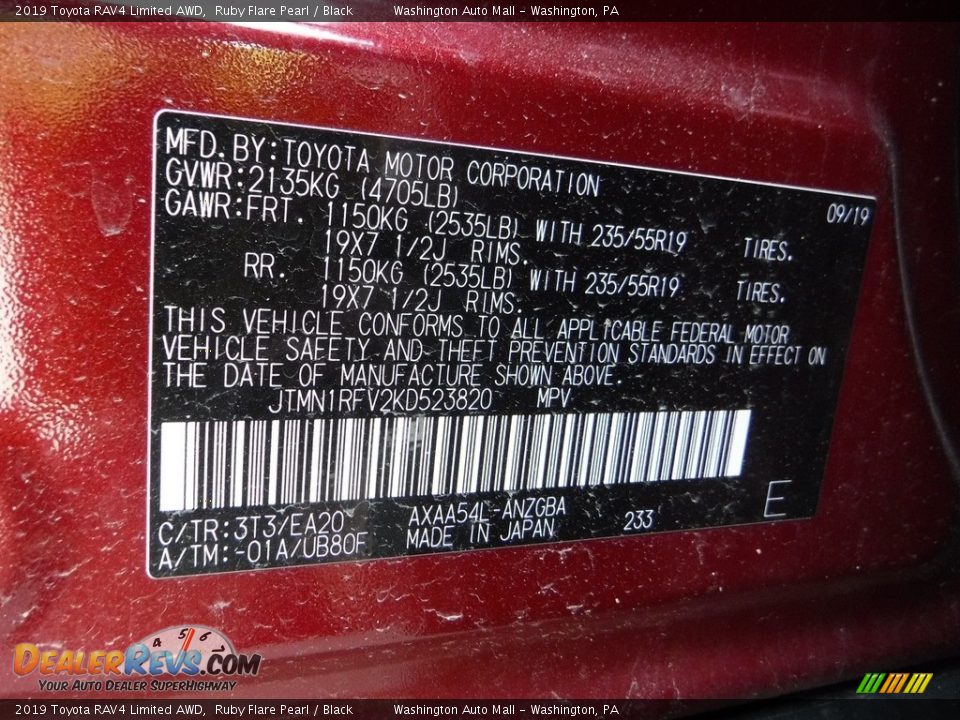 2019 Toyota RAV4 Limited AWD, Ruby Flare Pearl / Black Washington Auto Mall - Washington, PA
MFD.BY:TOYOTA MOTOR CORPORATION
GVWR:2135KG (4705LB) 09/19
GAWR:FRT. 1150KG (2535LB) WITH 235/55R19 TIRES.
19X7 1/2J RIMS.
RR. 1150KG (2535LB) WITH 235/55R19 TIRES.
19X7 1/2J RIMS.
THIS VEHICLE CONFORMS TO ALL APPLICABLE FEDERAL MOTOR
VEHICLE SAFETY AND THEFT PREVENTION STANDARDS IN EFFECT ON
THE DATE OF MANUFACTURE SHOWN ABOVE.
JTMN1RFV2KD523820 MPV
C/TR:3T3/EA20 AXAA54L-ANZGBA 233 E
A/TM:-01A/UB80F MADE IN JAPAN
4 5 6
DEALERREVS.COM
YOUR AUTO DEALER SUPERHIGHWAY
2019 Toyota RAV4 Limited AWD, Ruby Flare Pearl / Black Washington Auto Mall - Washington, PA